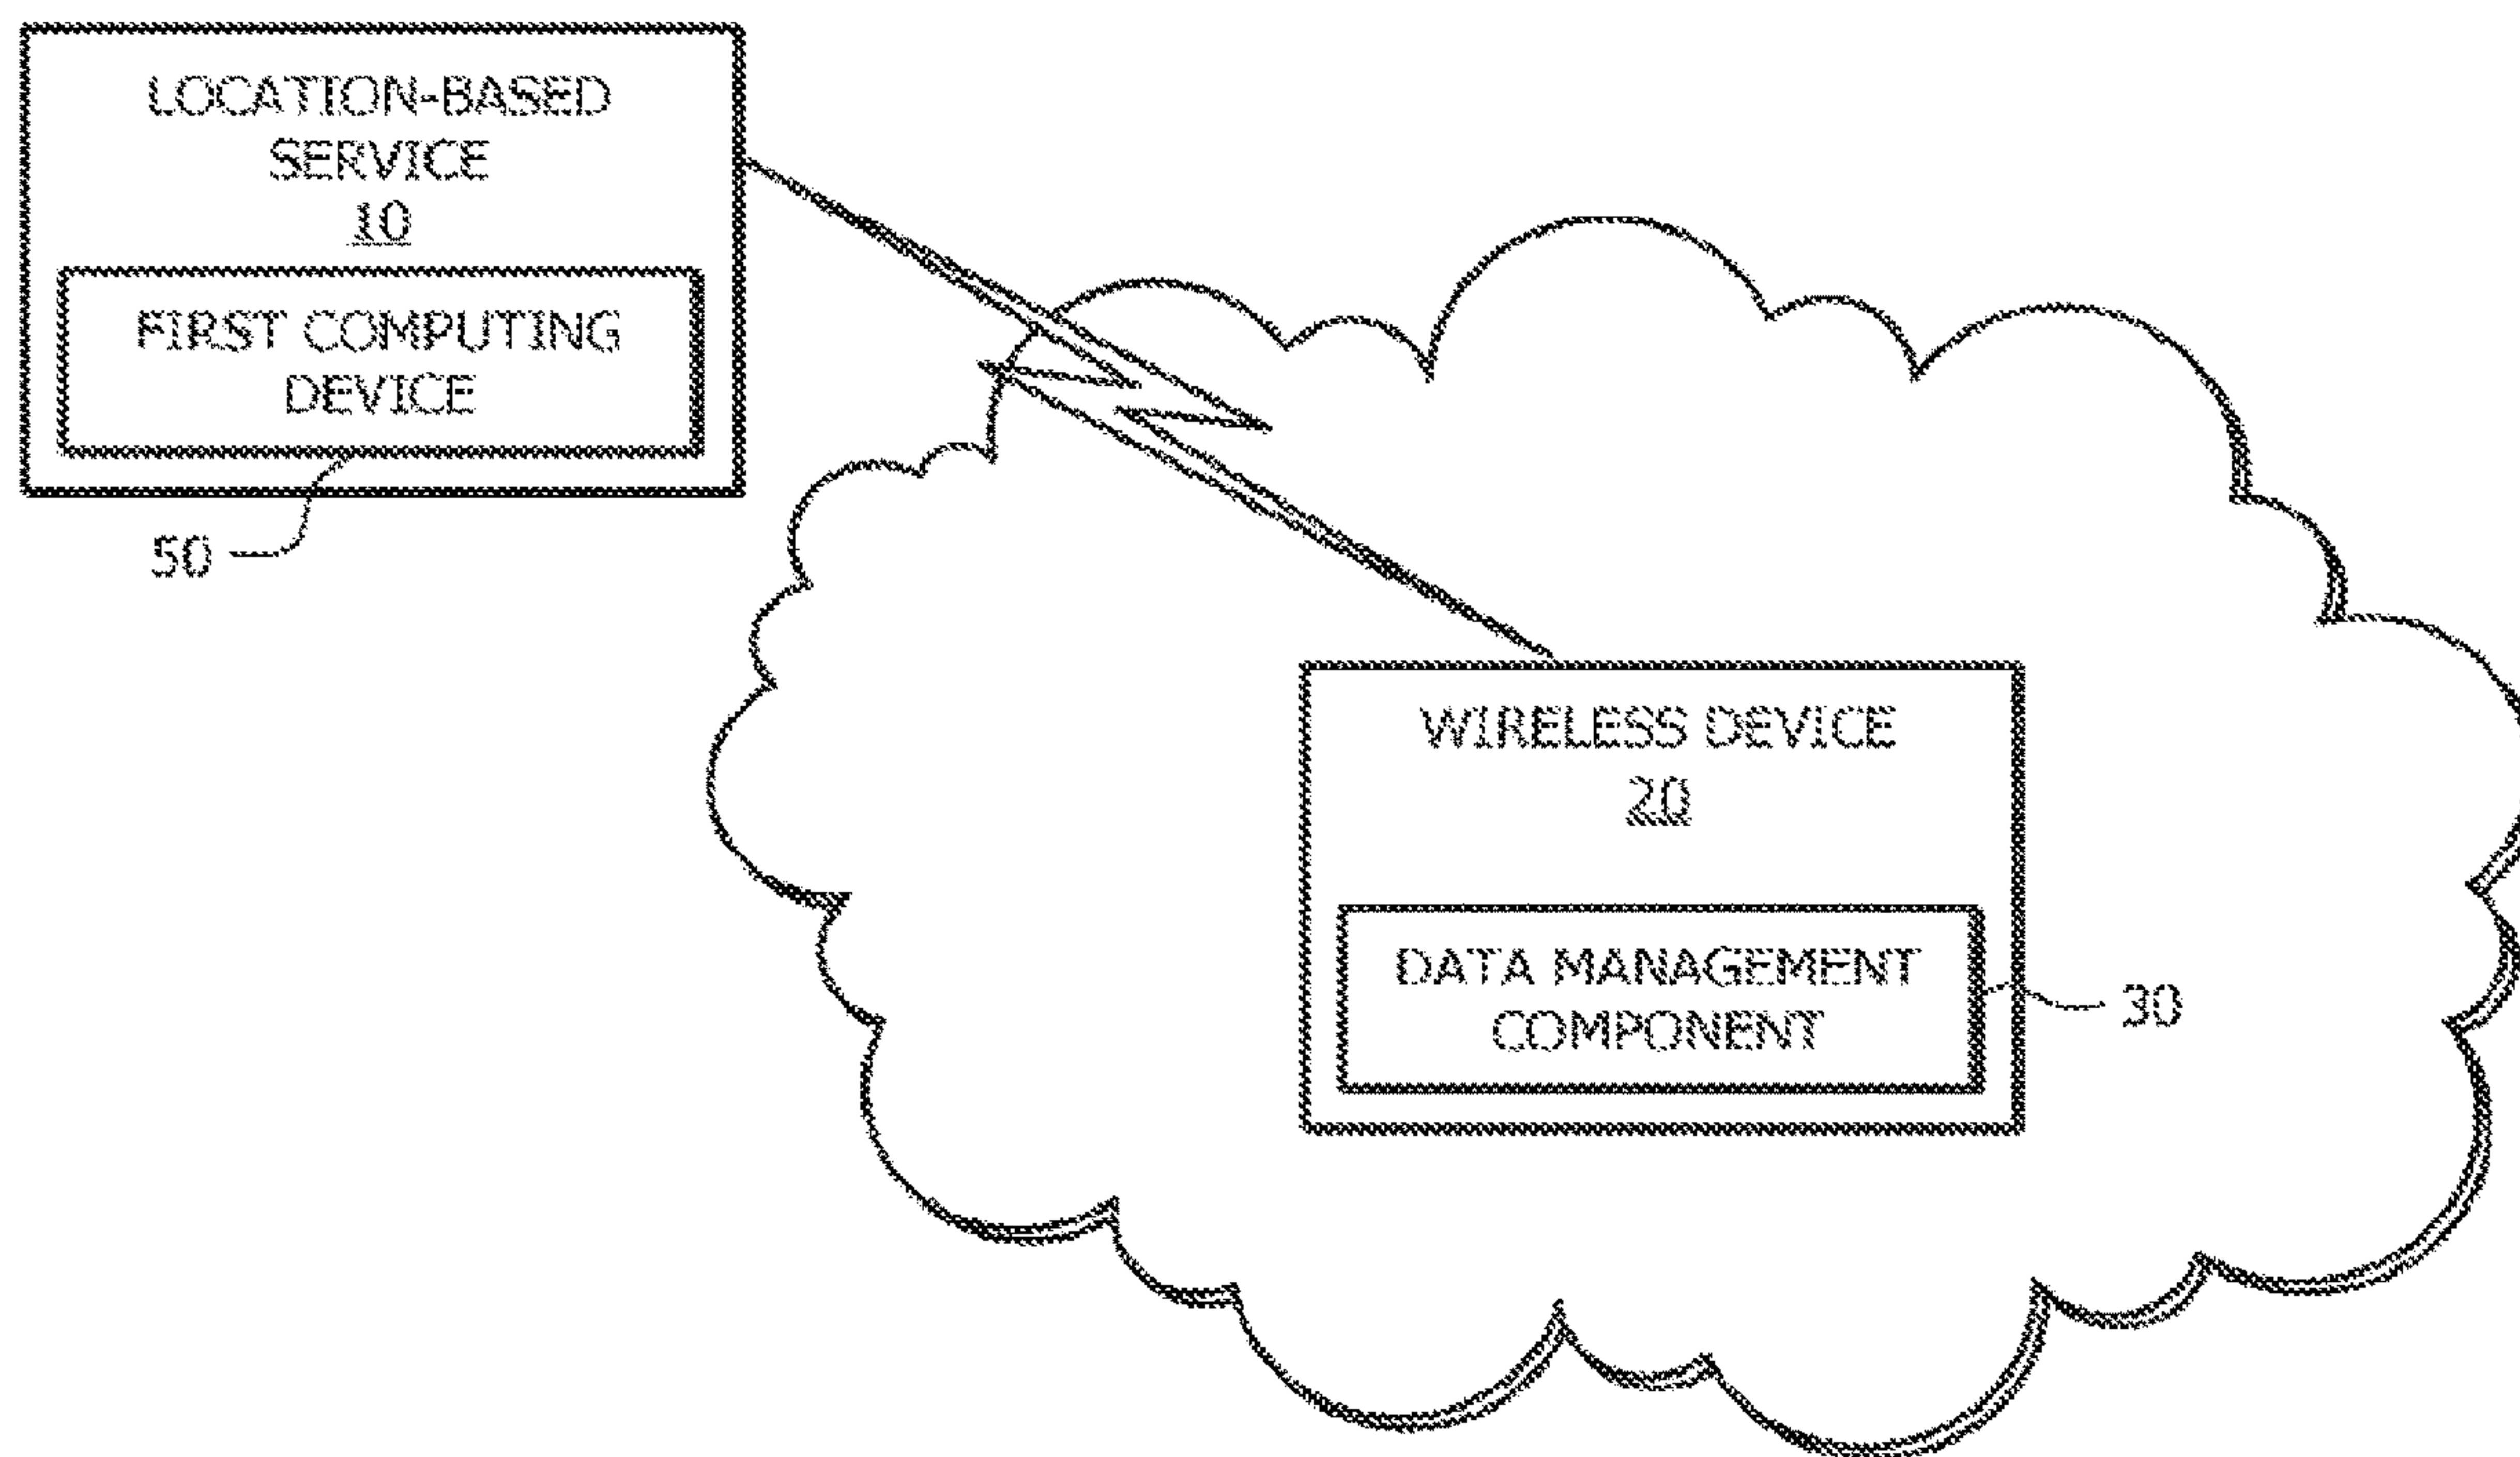 LOCATION-BASED
SERVICE
10
FIRST COMPUTING
DEVICE
50
WIRELESS DEVICE
20
DATA MANAGEMENT
COMPONENT
30